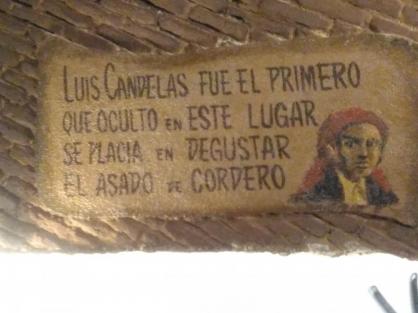 LUIS CANDELAS FUE EL PRIMERO
QUE OCULTO EN ESTE LUGAR
SE PLACIA EN DEGUSTAR
EL ASADO DE CORDERO